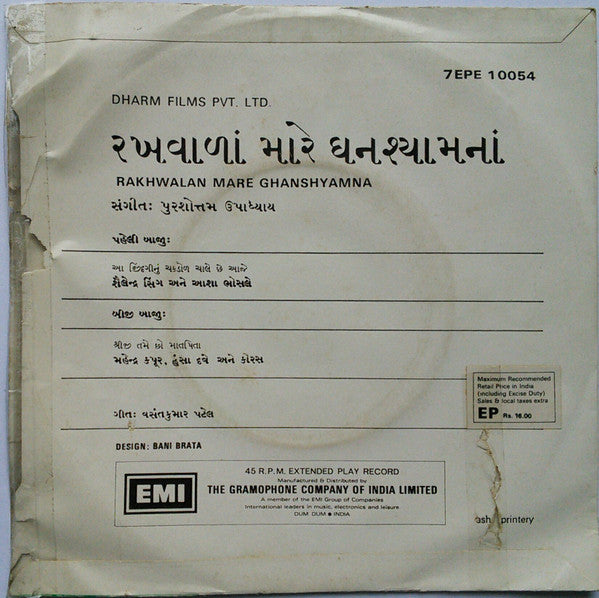 7EPE 10054
DHARM FILMS PVT. LTD.
રખવાળાં મારે ઘનશ્યામનાં
RAKHWALAN MARE GHANSHYAMNA
સંગીત: પુરશોત્તમ ઉપાધ્યાય
પહેલી બાજુ:
આ જિંદગીનું ચકડોળ ચાલે છે આજે
શૈલેન્દ્ર સિંગ અને આશા ભોસલે
બીજી બાજુ:
શ્રીજી તમે છો માતપિતા
મહેન્દ્ર કપૂર, હંસા દવે અને કોરસ
Maximum Recommended
Retail Price in India
(including Excise Duty)
Sales & local taxes extra
EP Rs. 16.00
ગીત: વસંતકુમાર પટેલ
DESIGN: BANI BRATA
45 R.P.M. EXTENDED PLAY RECORD
Manufactured & Distributed by
EMI THE GRAMOPHONE COMPANY OF INDIA LIMITED
A member of the EMI Group of Companies
International leaders in music, electronics and leisure
DUM DUM ● INDIA
printery